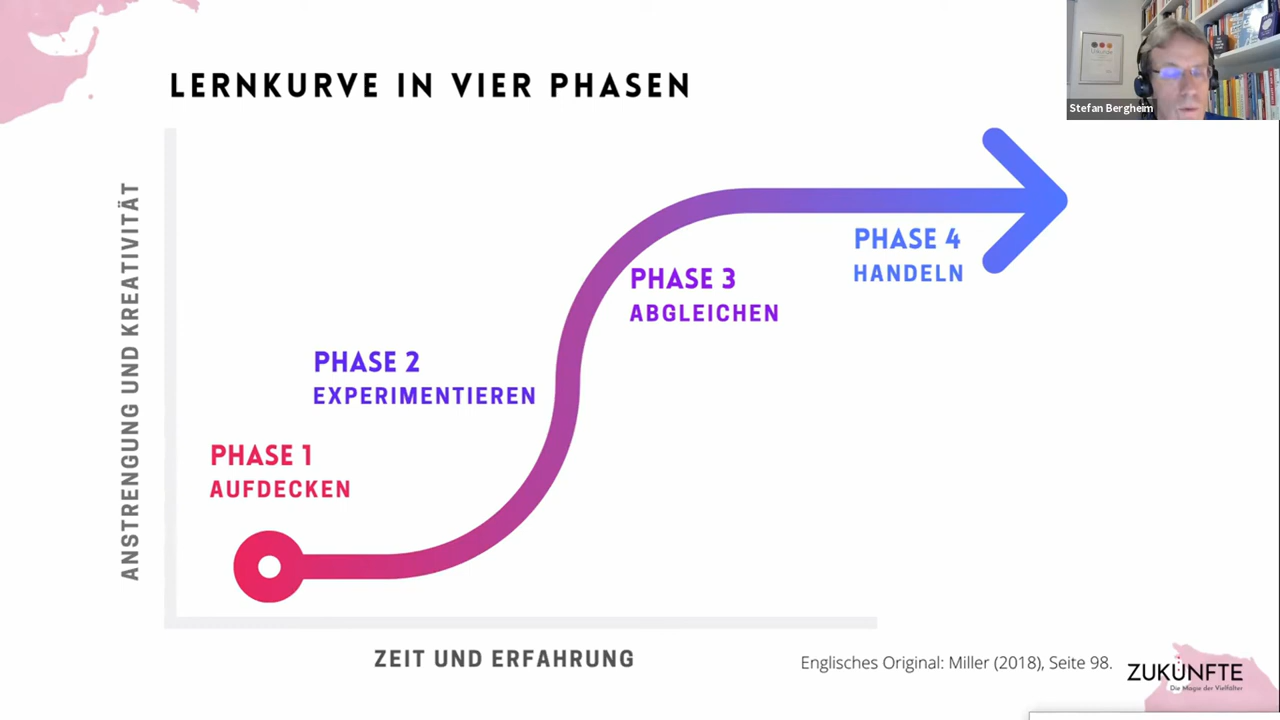 LERNKURVE IN VIER PHASEN
Stefan Bergheim
ANSTRENGUNG UND KREATIVITÄT
PHASE 4
HANDELN
PHASE 3
ABGLEICHEN
PHASE 2
EXPERIMENTIEREN
PHASE 1
AUFDECKEN
ZEIT UND ERFAHRUNG
Englisches Original: Miller (2018), Seite 98.
ZUKÜNFTE
Die Magie der Vielfälter